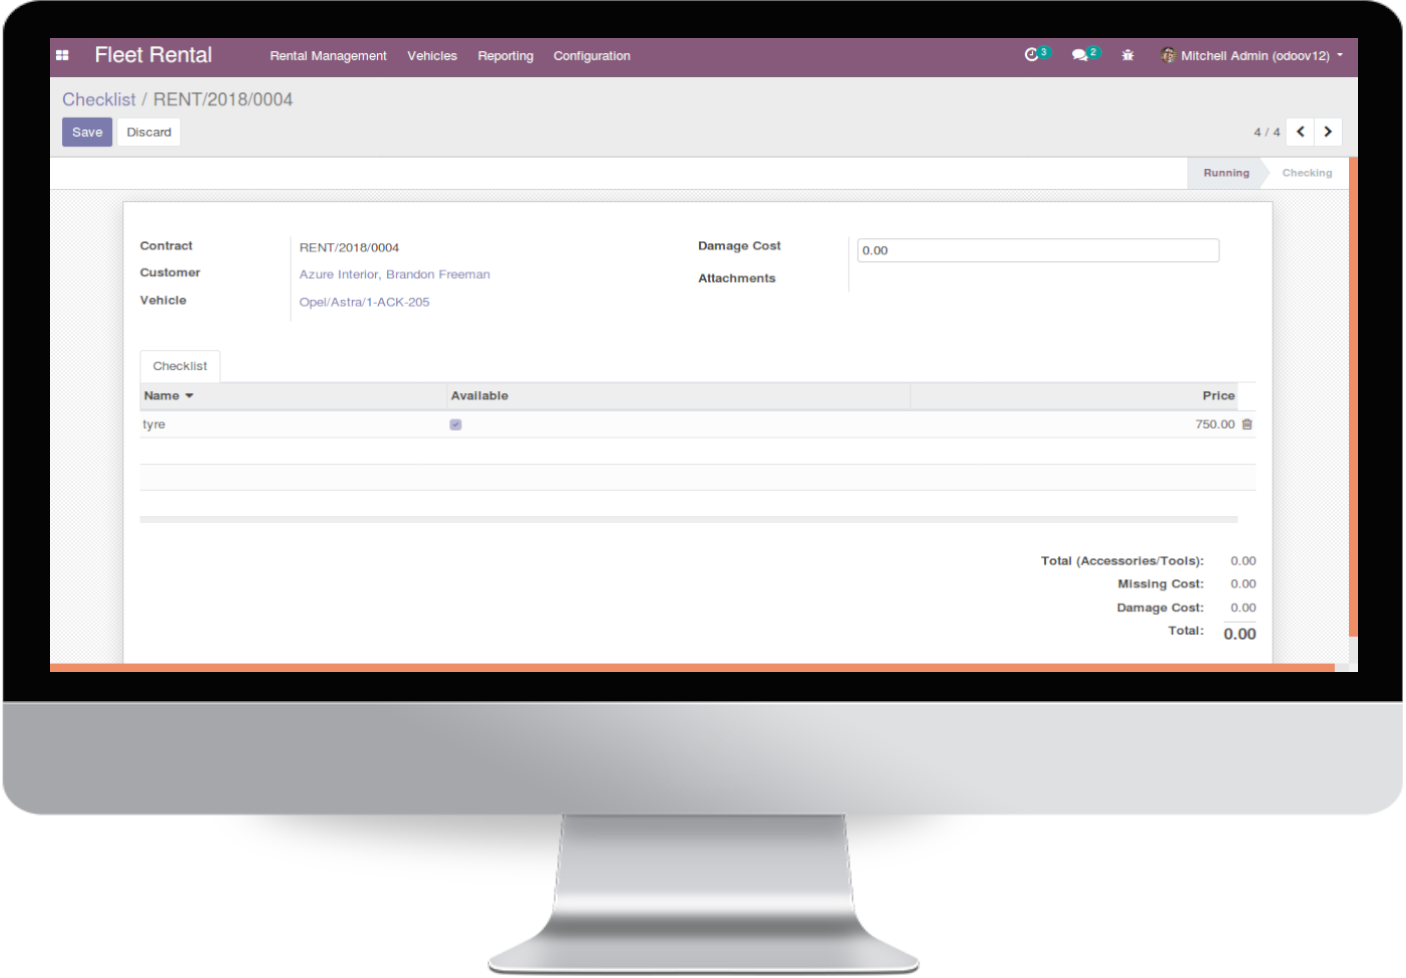 Fleet Rental Rental Management Vehicles Reporting Configuration 3 2 Mitchell Admin (odoov12)
Checklist / RENT/2018/0004
Save Discard 4 / 4
Running Checking
Contract RENT/2018/0004 Damage Cost 0.00
Customer Azure Interior, Brandon Freeman Attachments
Vehicle Opel/Astra/1-ACK-205
Checklist
Name Available Price
tyre 750.00
Total (Accessories/Tools): 0.00
Missing Cost: 0.00
Damage Cost: 0.00
Total: 0.00